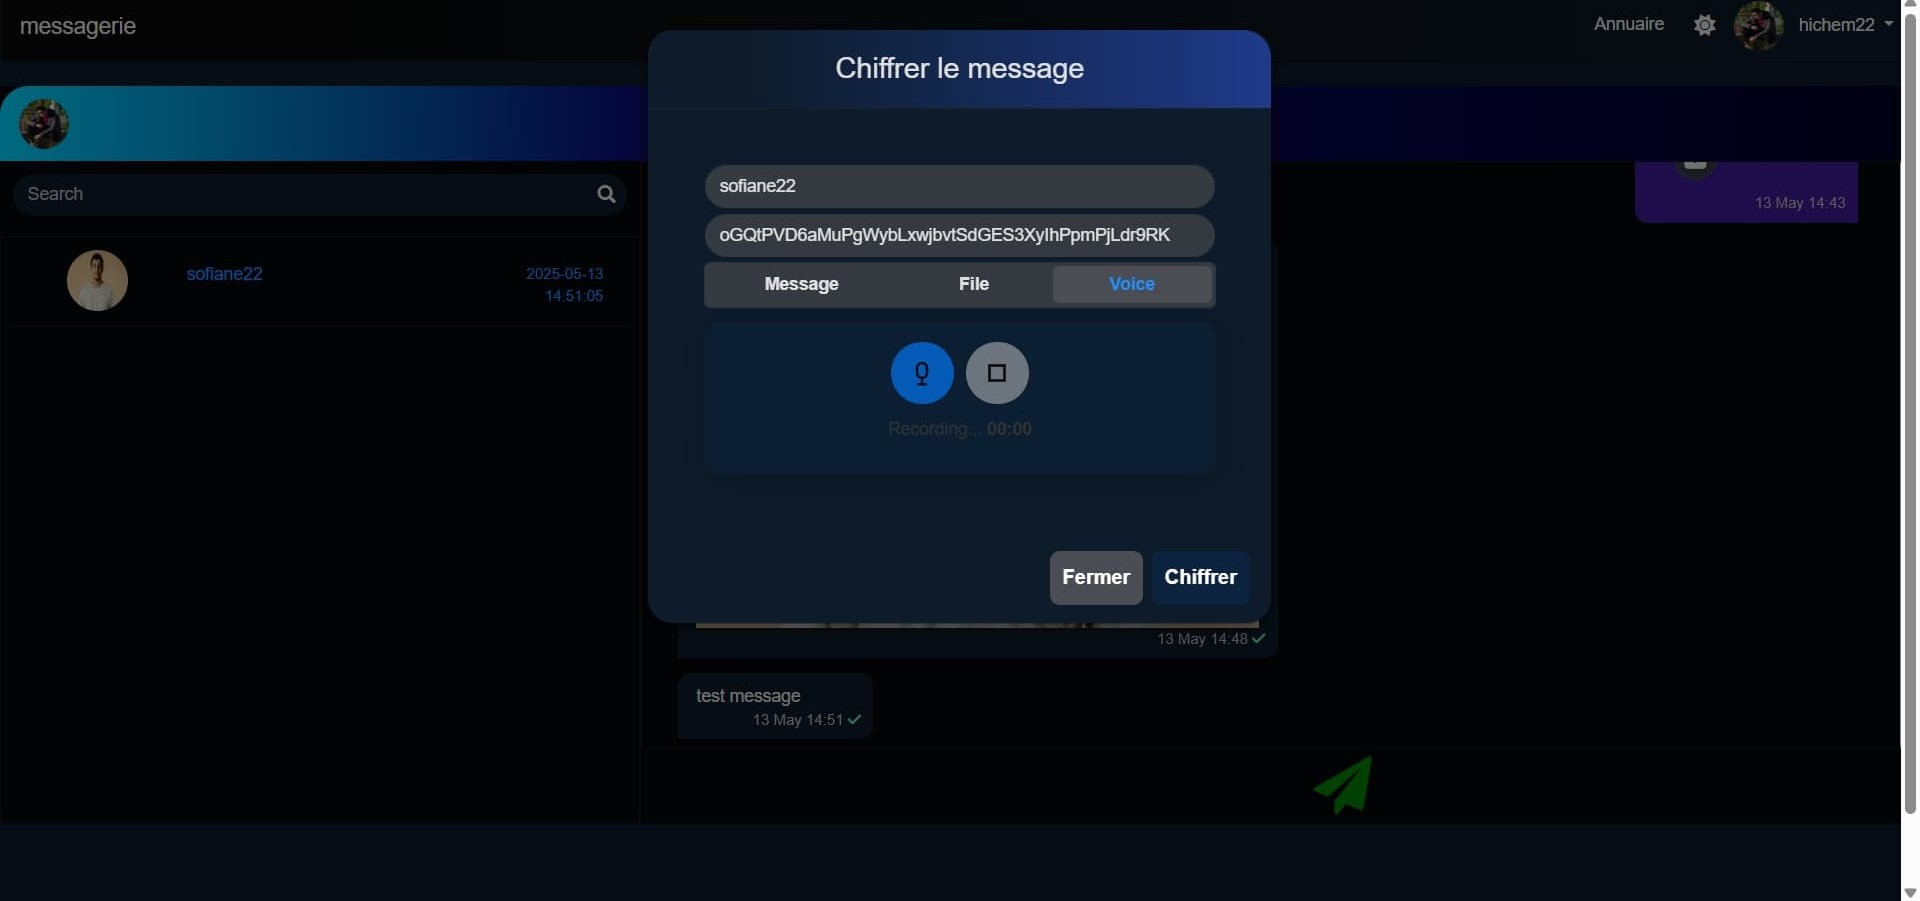 messagerie
Annuaire
hichem22
Chiffrer le message
Search
sofiane22
2025-05-13
14:51:05
sofiane22
oGQtPVD6aMuPgWybLxwjbvtSdGES3XyIhPpmPjLdr9RK
Message File Voice
Recording... 00:00
Fermer Chiffrer
13 May 14:43
13 May 14:48
test message
13 May 14:51